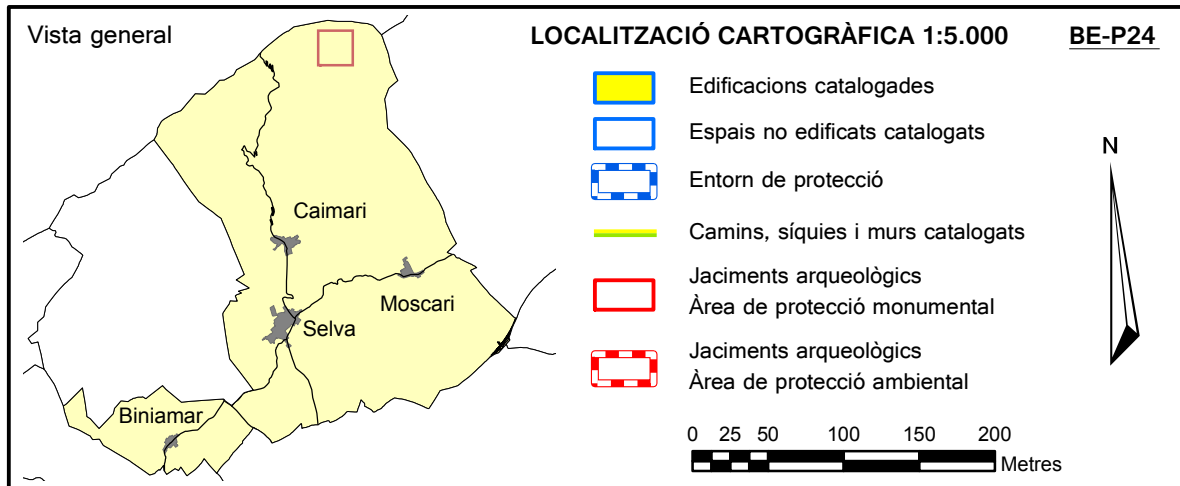 Vista general
Caimari
Moscari
Selva
Biniamar
LOCALITZACIÓ CARTOGRÀFICA 1:5.000
BE-P24
Edificacions catalogades
Espais no edificats catalogats
Entorn de protecció
Camins, síquies i murs catalogats
Jaciments arqueològics
Àrea de protecció monumental
Jaciments arqueològics
Àrea de protecció ambiental
N
0 25 50 100 150 200
Metres